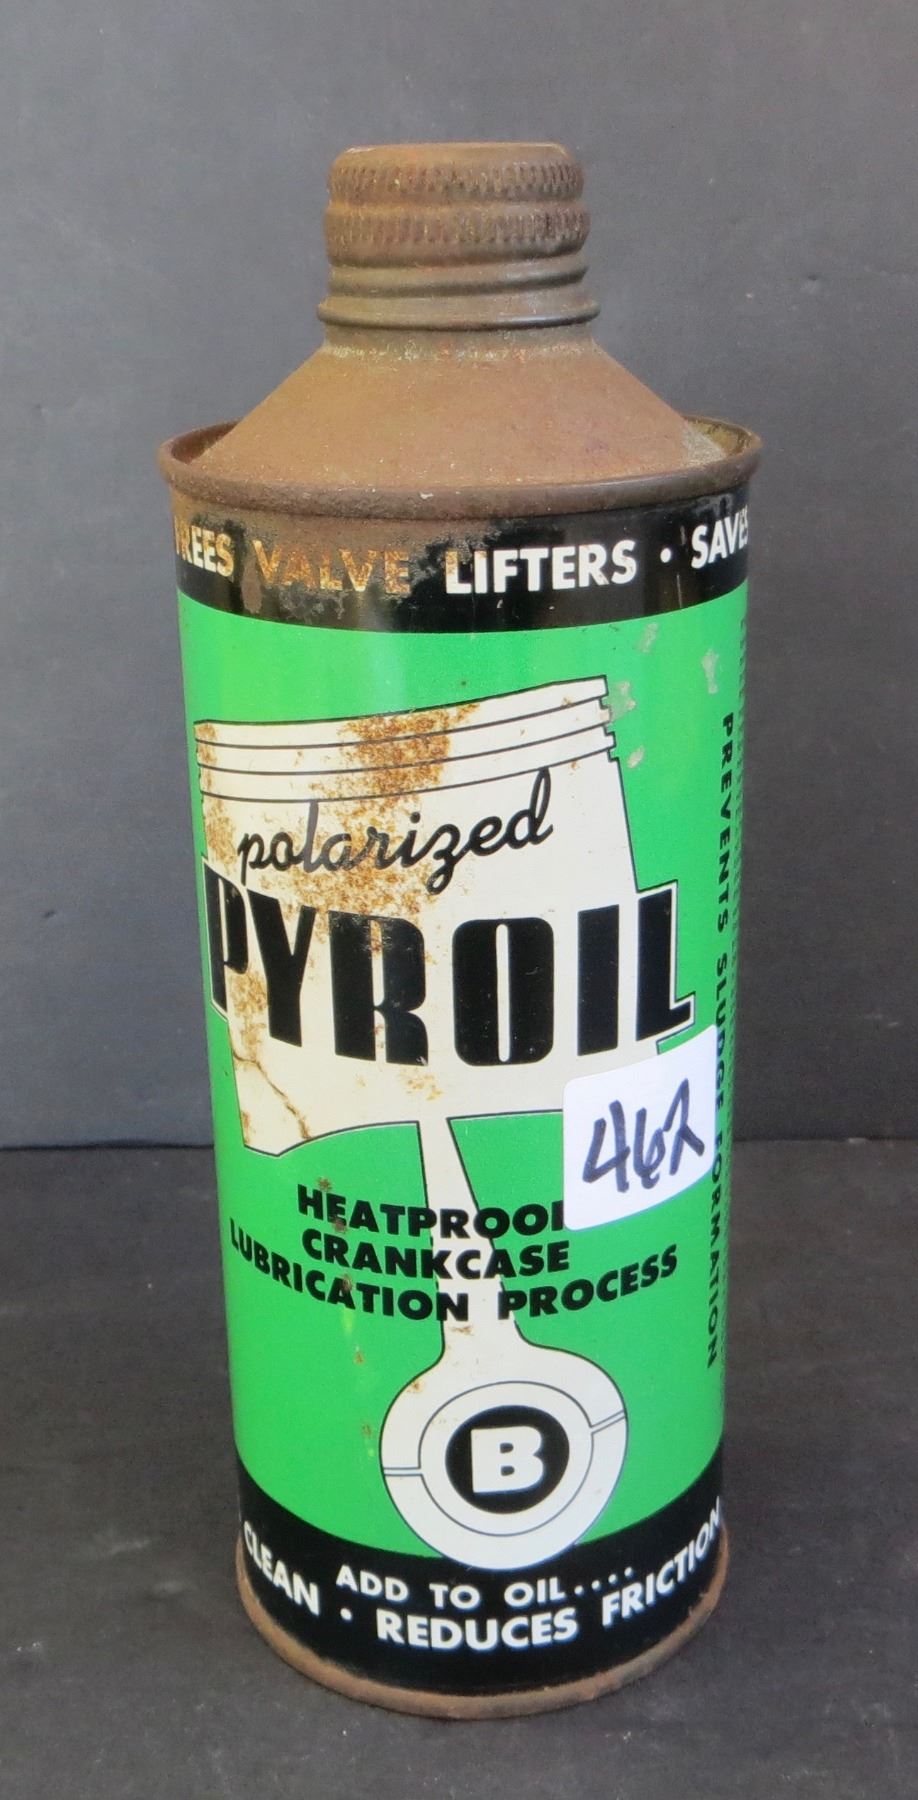 REES VALVE LIFTERS · SAVES
polarized
PYROIL
462
HEATPROOF
CRANKCASE
LUBRICATION PROCESS
B
ADD TO OIL....
CLEAN · REDUCES FRICTION
PREVENTS SLUDGE FORMATION